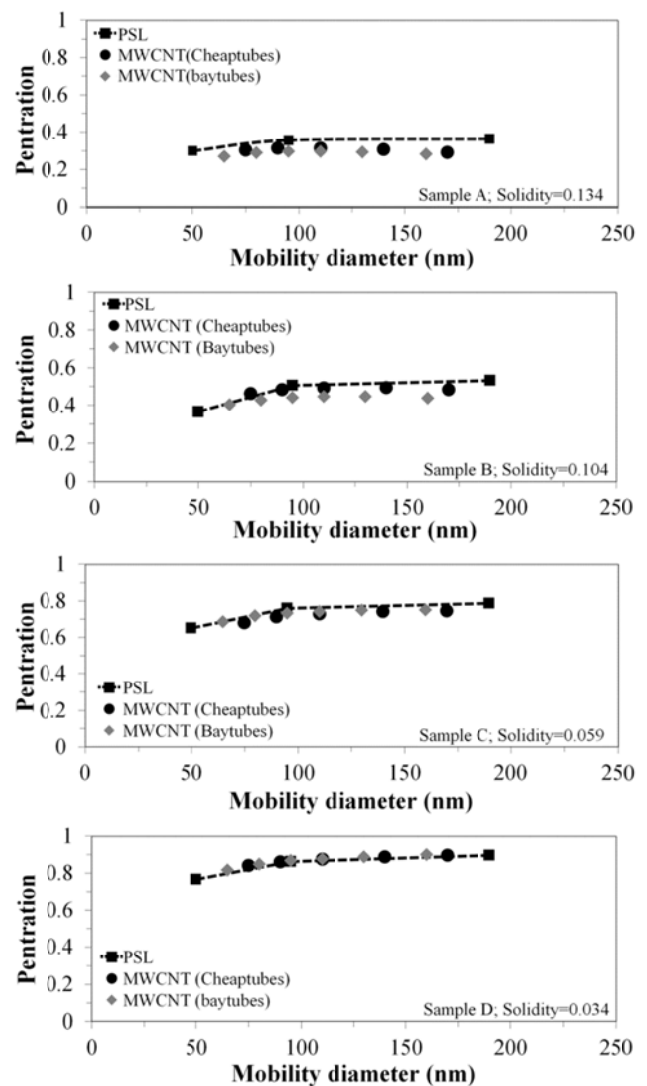 1
0.8
0.6
0.4
0.2
0
Pentration
PSL
MWCNT(Cheaptubes)
MWCNT(baytubes)
Sample A; Solidity=0.134
0 50 100 150 200 250
Mobility diameter (nm)
1
0.8
0.6
0.4
0.2
0
Pentration
PSL
MWCNT (Cheaptubes)
MWCNT (Baytubes)
Sample B; Solidity=0.104
0 50 100 150 200 250
Mobility diameter (nm)
1
0.8
0.6
0.4
0.2
0
Pentration
PSL
MWCNT (Cheaptubes)
MWCNT (Baytubes)
Sample C; Solidity=0.059
0 50 100 150 200 250
Mobility diameter (nm)
1
0.8
0.6
0.4
0.2
0
Pentration
PSL
MWCNT (Cheaptubes)
MWCNT (baytubes)
Sample D; Solidity=0.034
0 50 100 150 200 250
Mobility diameter (nm)